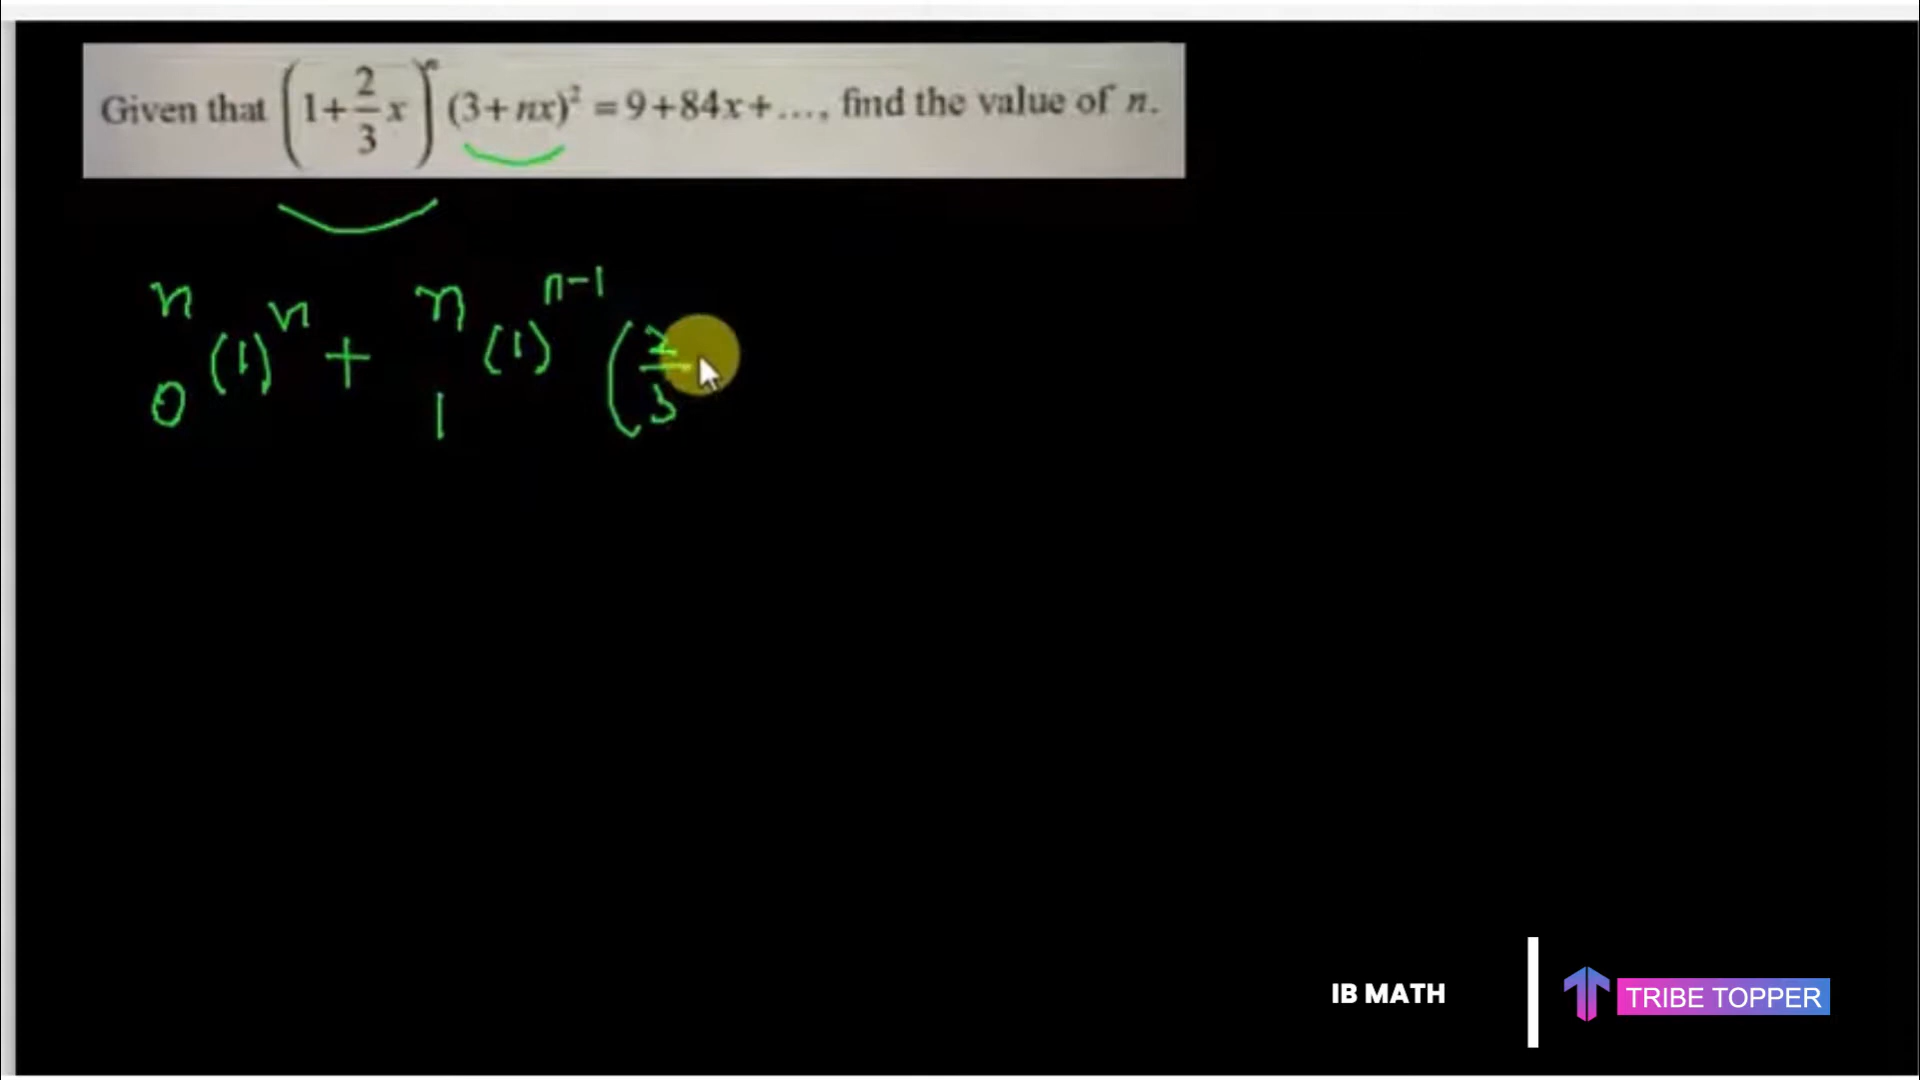 Given that (1+2/3 x)^n (3+nx)² = 9+84x+..., find the value of n.
n 0 (1)^n + n 1 (1)^n-1 (2/3
IB MATH
TRIBE TOPPER